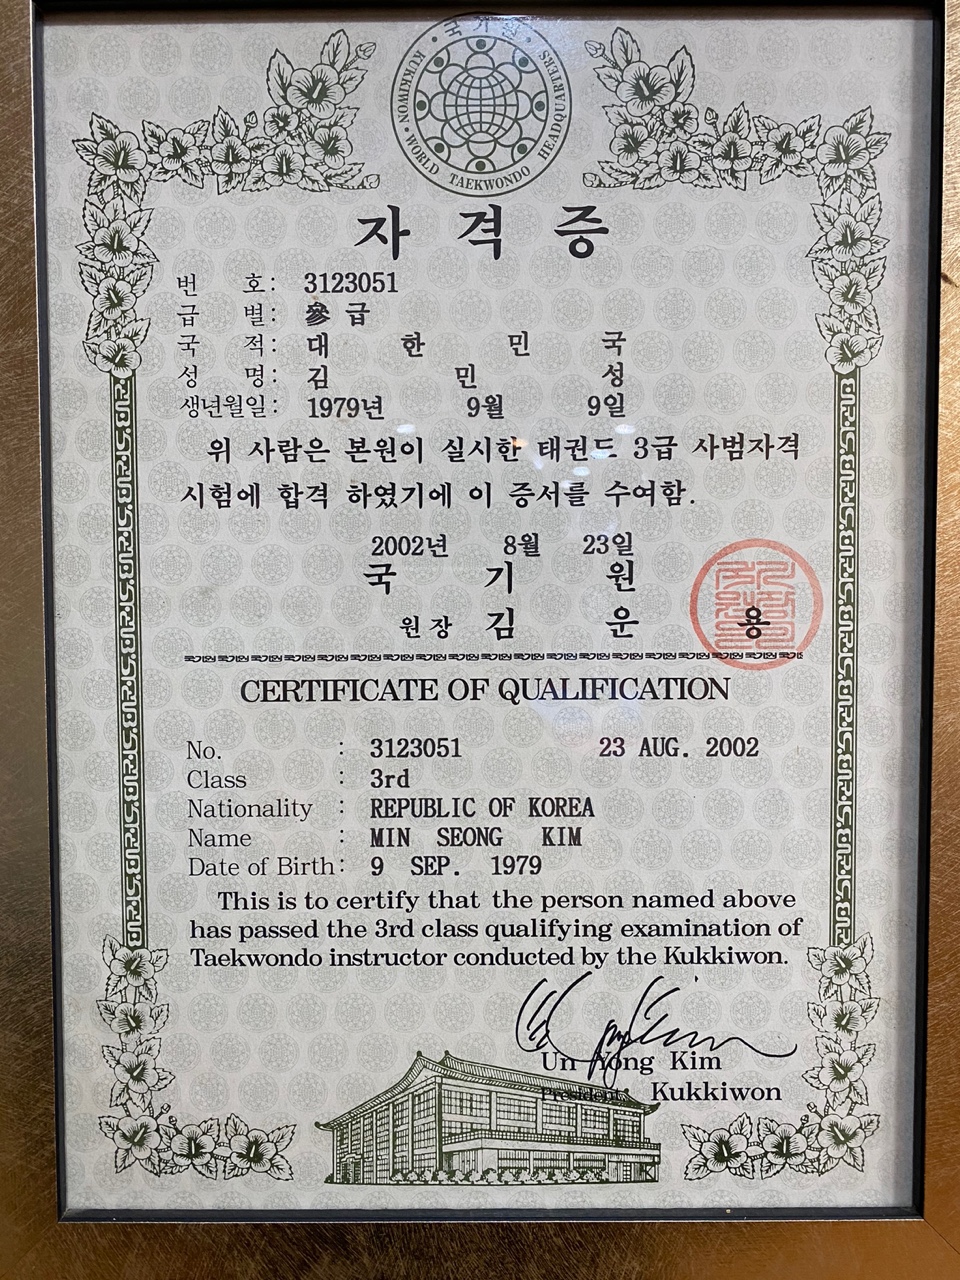 국기원
KUKKIWON • WORLD TAEKWONDO HEADQUARTERS
자격증
번 호: 3123051
급 별: 參급
국 적: 대 한 민 국
성 명: 김 민 성
생년월일: 1979년 9월 9일
위 사람은 본원이 실시한 태권도 3급 사범자격
시험에 합격 하였기에 이 증서를 수여함.
2002년 8월 23일
국 기 원
원장 김 운 용
CERTIFICATE OF QUALIFICATION
No. : 3123051 23 AUG. 2002
Class : 3rd
Nationality : REPUBLIC OF KOREA
Name : MIN SEONG KIM
Date of Birth: 9 SEP. 1979
This is to certify that the person named above
has passed the 3rd class qualifying examination of
Taekwondo instructor conducted by the Kukkiwon.
Un Yong Kim
President, Kukkiwon